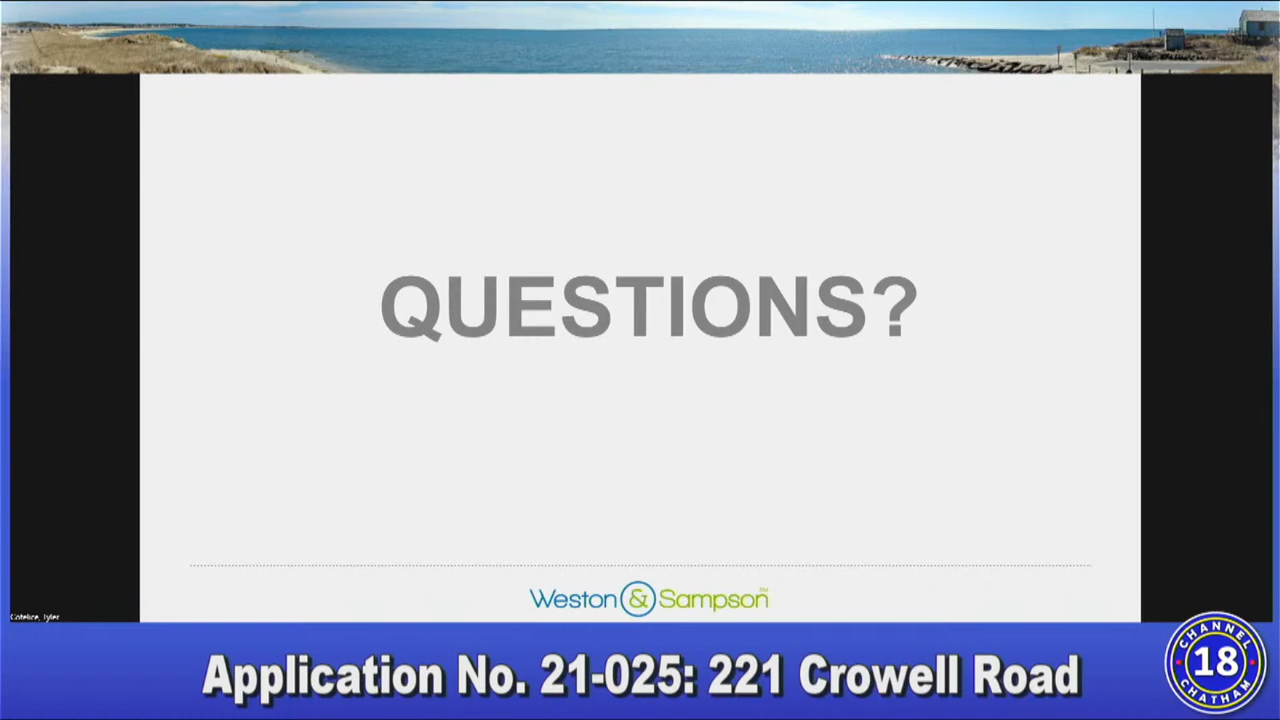 QUESTIONS?
Weston & Sampson
Application No. 21-025: 221 Crowell Road
CHANNEL
18
CHATHAM